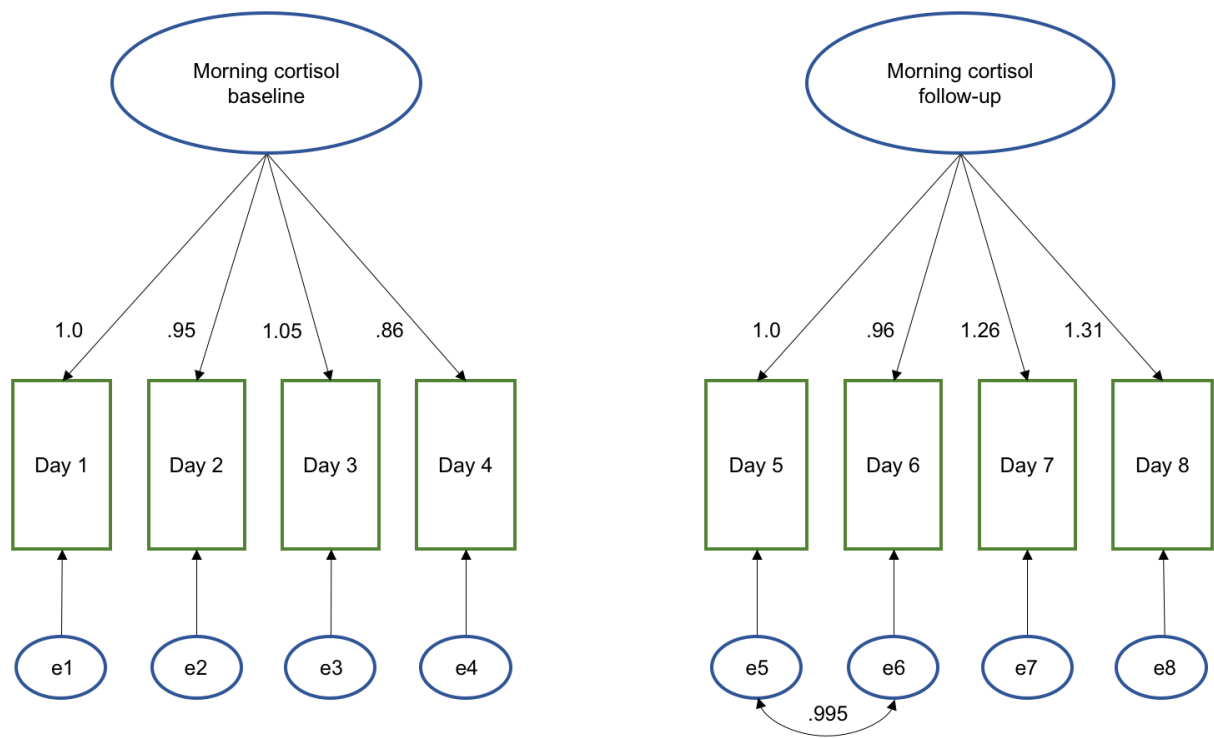 Morning cortisol
baseline
Morning cortisol
follow-up
1.0 .95 1.05 .86
1.0 .96 1.26 1.31
Day 1 Day 2 Day 3 Day 4
Day 5 Day 6 Day 7 Day 8
e1 e2 e3 e4
e5 e6 e7 e8
.995